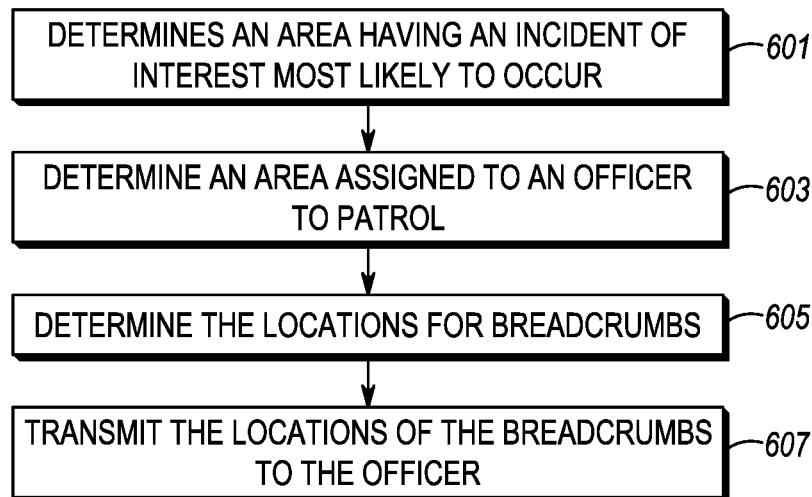 DETERMINES AN AREA HAVING AN INCIDENT OF
INTEREST MOST LIKELY TO OCCUR
601
DETERMINE AN AREA ASSIGNED TO AN OFFICER
TO PATROL
603
DETERMINE THE LOCATIONS FOR BREADCRUMBS
605
TRANSMIT THE LOCATIONS OF THE BREADCRUMBS
TO THE OFFICER
607